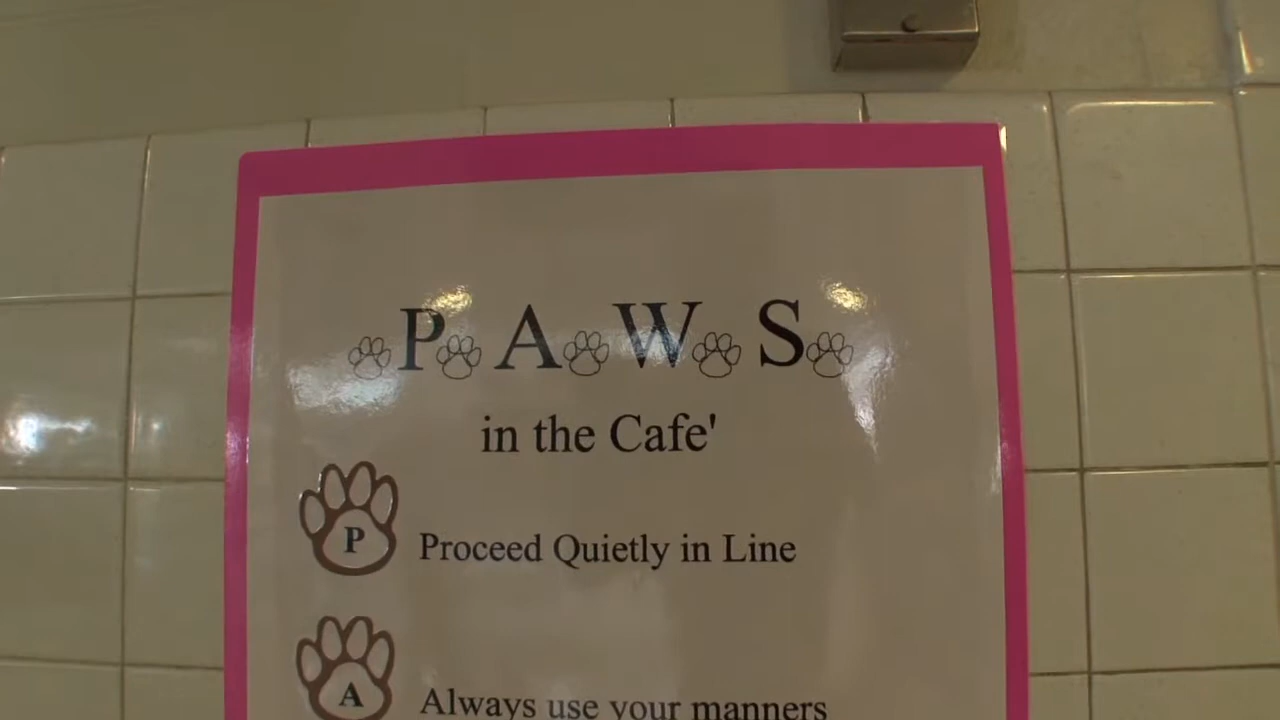 P A W S
in the Cafe'
P Proceed Quietly in Line
A Always use your manners